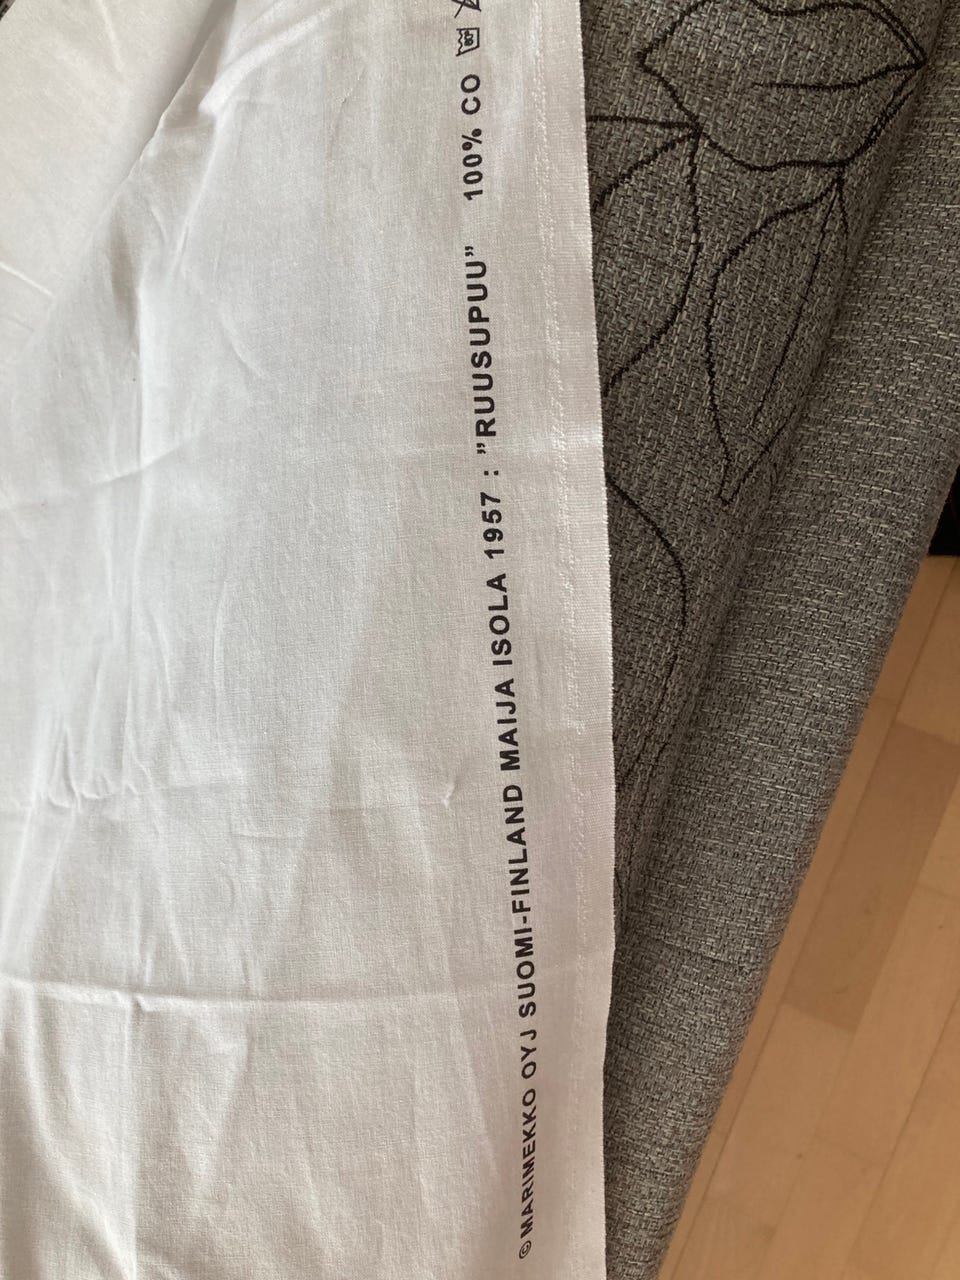 © MARIMEKKO OYJ SUOMI-FINLAND MAIJA ISOLA 1957 : ”RUUSUPUU” 100% CO